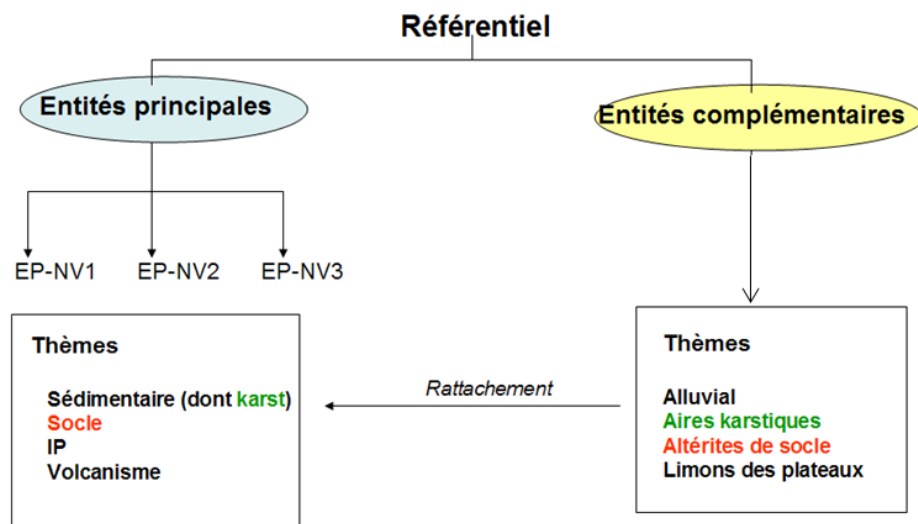 Référentiel
Entités principales
Entités complémentaires
EP-NV1 EP-NV2 EP-NV3
Thèmes
Sédimentaire (dont karst)
Socle
IP
Volcanisme
Rattachement
Thèmes
Alluvial
Aires karstiques
Altérites de socle
Limons des plateaux